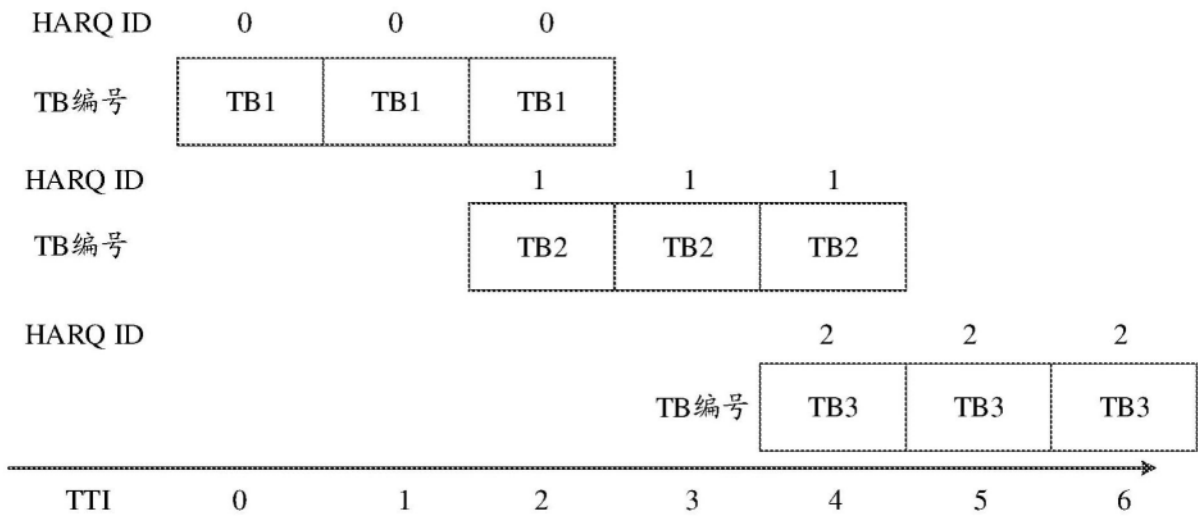 HARQ ID 0 0 0
TB编号 TB1 TB1 TB1
HARQ ID 1 1 1
TB编号 TB2 TB2 TB2
HARQ ID 2 2 2
TB编号 TB3 TB3 TB3
TTI 0 1 2 3 4 5 6